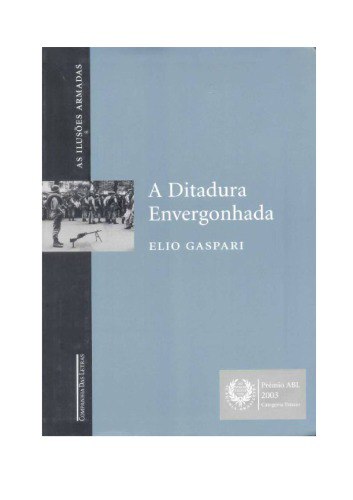 AS ILUSÕES ARMADAS
A Ditadura
Envergonhada
ELIO GASPARI
COMPANHIA DAS LETRAS
Prêmio ABL
2003